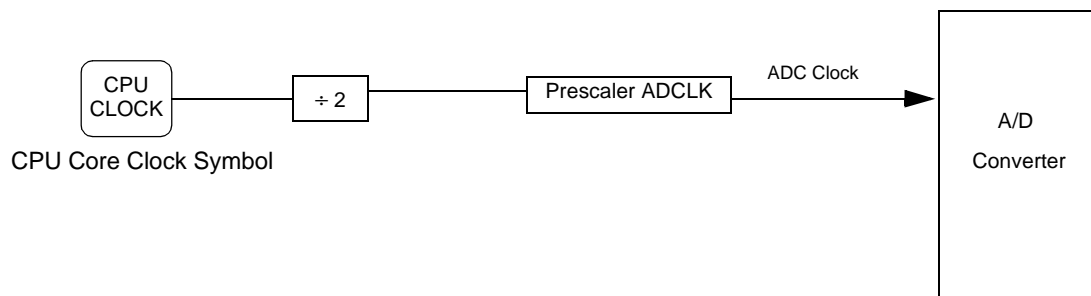 CPU
CLOCK
÷ 2
Prescaler ADCLK
ADC Clock
A/D
Converter
CPU Core Clock Symbol